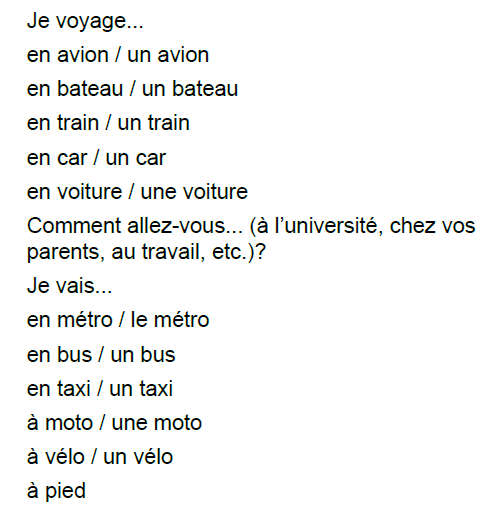 Je voyage...
en avion / un avion
en bateau / un bateau
en train / un train
en car / un car
en voiture / une voiture
Comment allez-vous... (à l’université, chez vos
parents, au travail, etc.)?
Je vais...
en métro / le métro
en bus / un bus
en taxi / un taxi
à moto / une moto
à vélo / un vélo
à pied